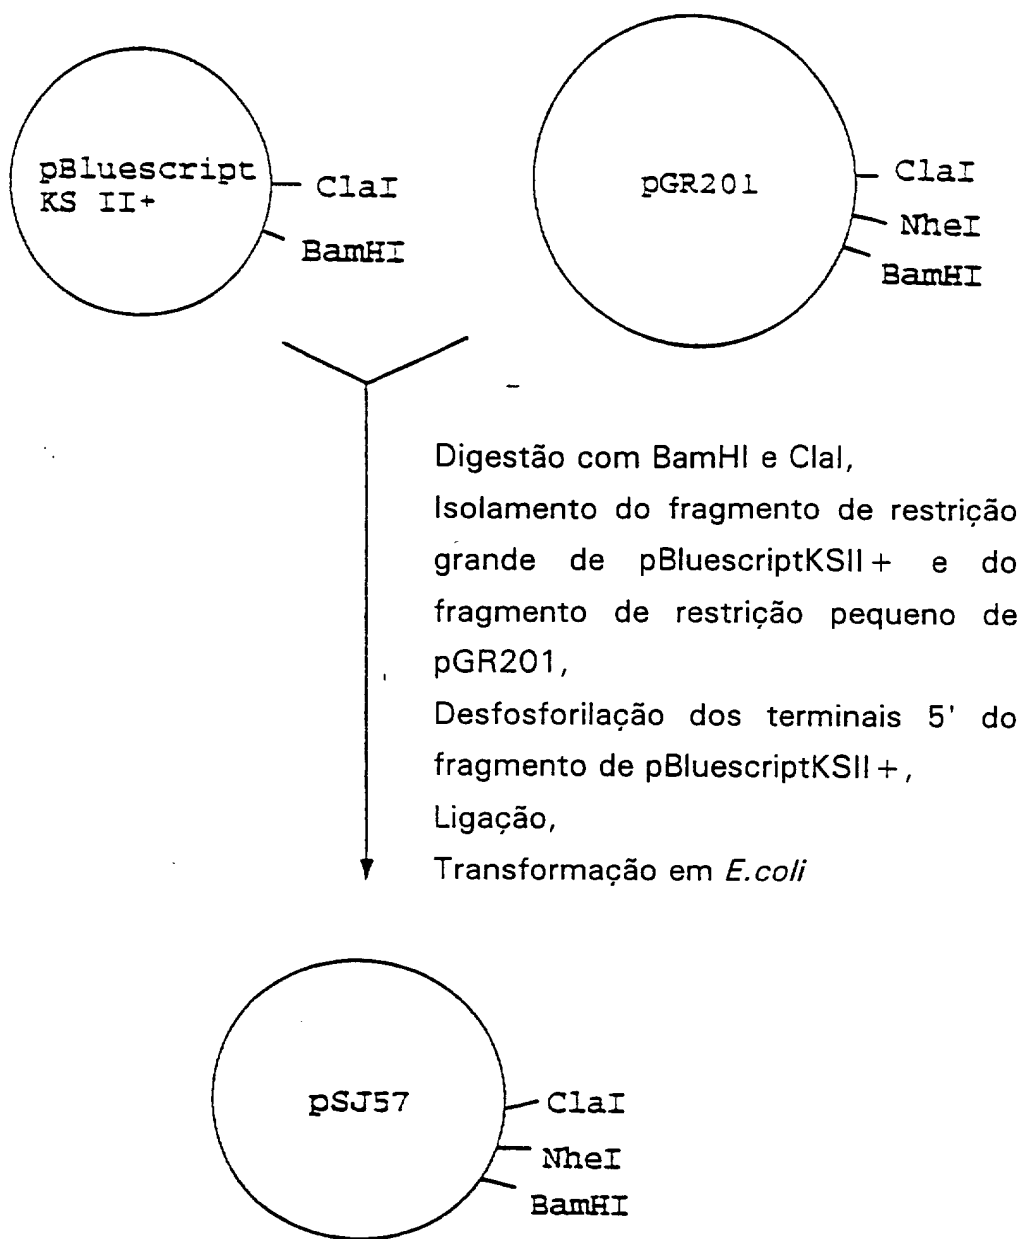 pBluescript
KS II+
ClaI
BamHI
pGR201
ClaI
NheI
BamHI
Digestão com BamHI e ClaI,
Isolamento do fragmento de restrição
grande de pBluescriptKSII+ e do
fragmento de restrição pequeno de
pGR201,
Desfosforilação dos terminais 5' do
fragmento de pBluescriptKSII+,
Ligação,
Transformação em E.coli
pSJ57
ClaI
NheI
BamHI